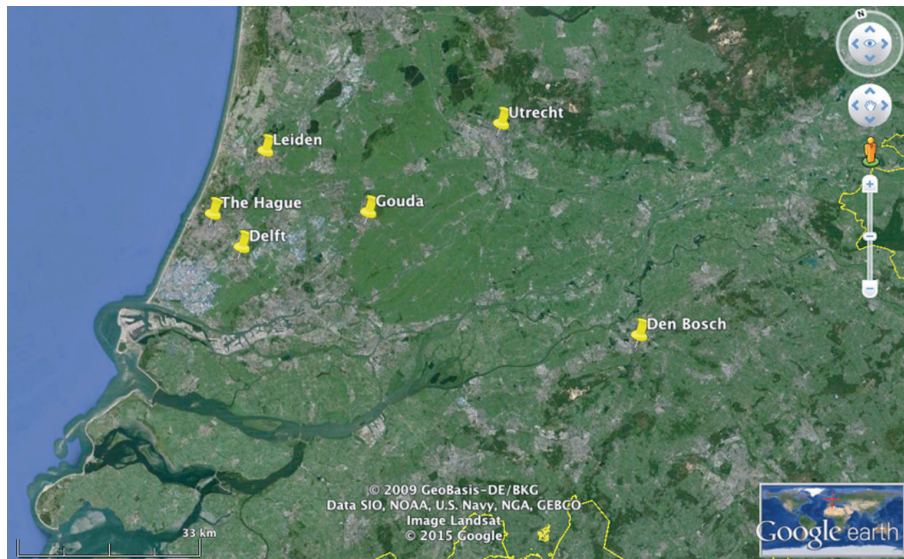 N
Utrecht
Leiden
The Hague
Gouda
Delft
Den Bosch
© 2009 GeoBasis-DE/BKG
Data SIO, NOAA, U.S. Navy, NGA, GEBCO
Image Landsat
© 2015 Google
33 km
Google earth